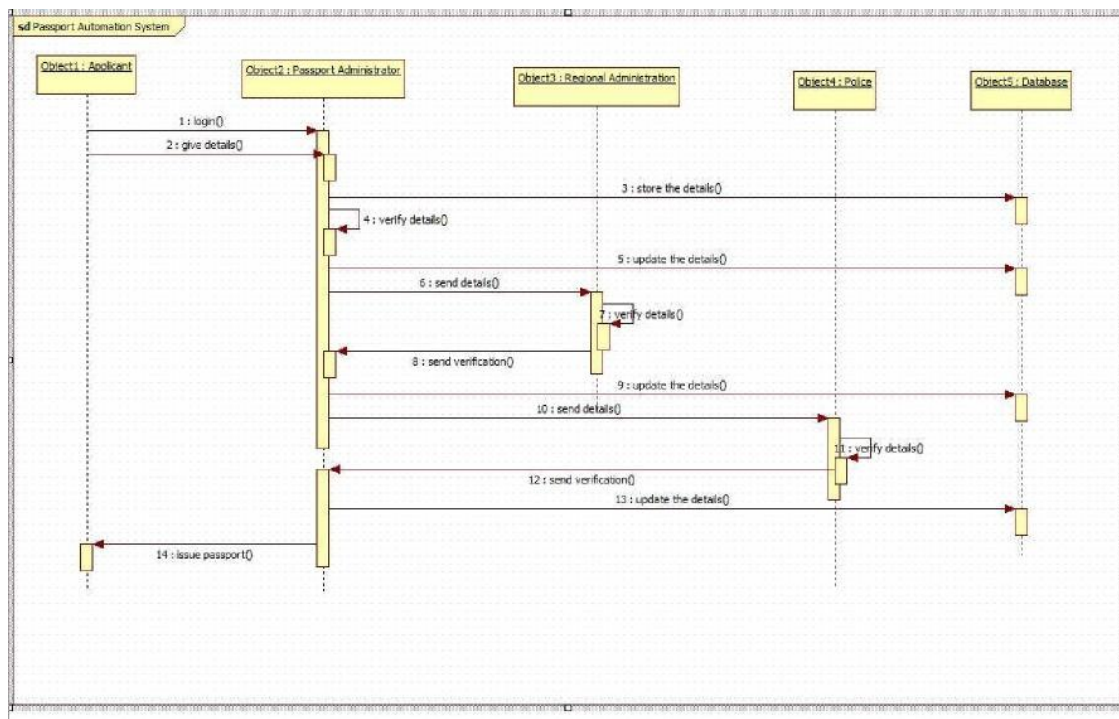 sd Passport Automation System
Object1 : Applicant
Object2 : Passport Administrator
Object3 : Regional Administration
Object4 : Police
Object5 : Database
1 : login()
2 : give details()
3 : store the details()
4 : verify details()
5 : update the details()
6 : send details()
7 : verify details()
8 : send verification()
9 : update the details()
10 : send details()
11 : verify details()
12 : send verification()
13 : update the details()
14 : issue passport()